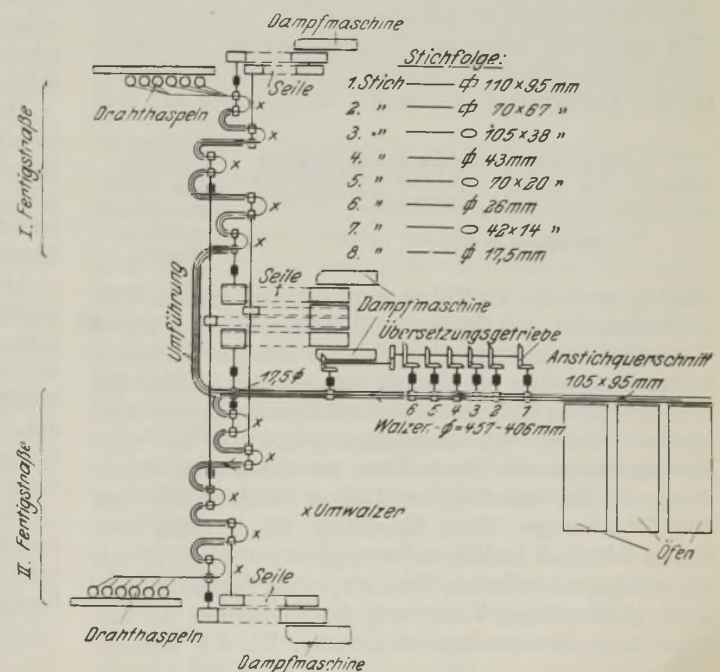 Dampfmaschine
Stichfolge:
Seile
Drahthaspeln
1. Stich — ф 110 x 95 mm
2. " — ф 70 x 67 "
3. " — ○ 105 x 38 "
4. " — ϕ 43 mm
5. " — ○ 70 x 20 "
6. " — ϕ 26 mm
7. " — ○ 42 x 14 "
8. " — ϕ 17,5 mm
x
x
x
x
x
I. Fertigstraße
Umführung
Seile
Dampfmaschine
Übersetzungsgetriebe
Anstichquerschnitt
105 x 95 mm
17,5 ϕ
6 5 4 3 2 1
Walzen-ϕ = 457-406 mm
x
x
x
x
x
x Umwalzer
II. Fertigstraße
Öfen
Seile
Drahthaspeln
Dampfmaschine